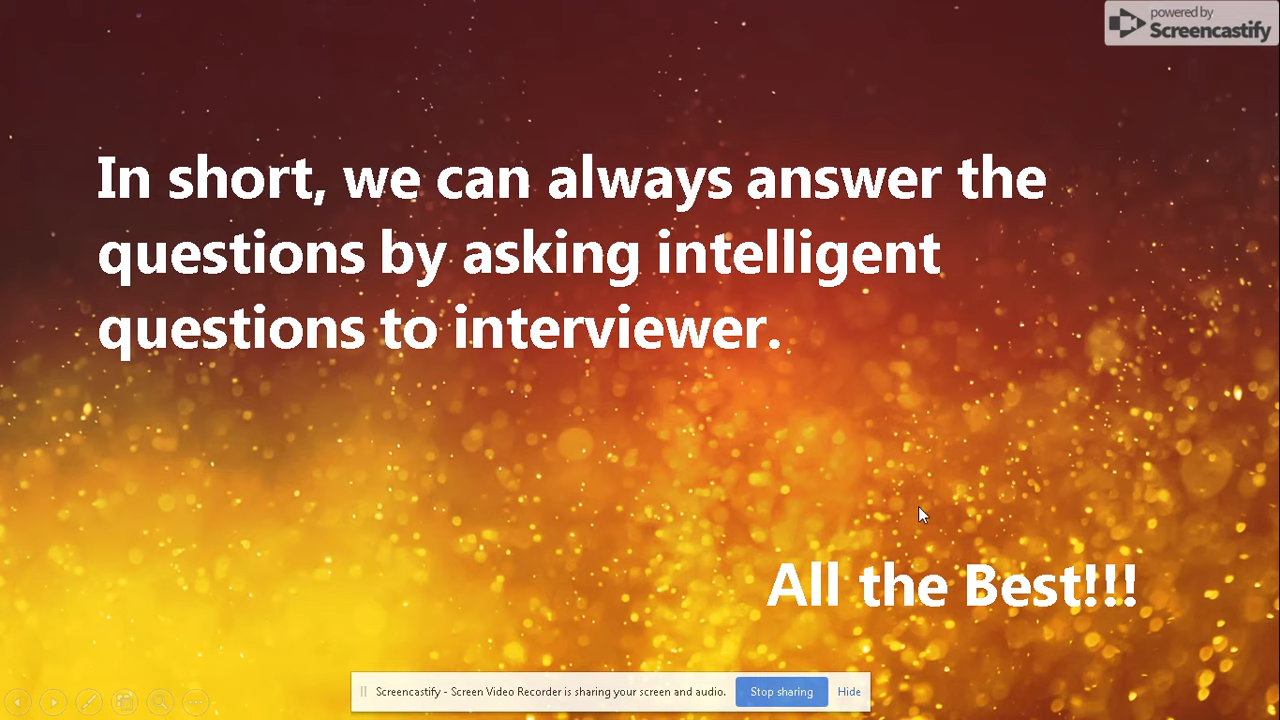 powered by
Screencastify
In short, we can always answer the
questions by asking intelligent
questions to interviewer.
All the Best!!!
Screencastify - Screen Video Recorder is sharing your screen and audio.
Stop sharing
Hide